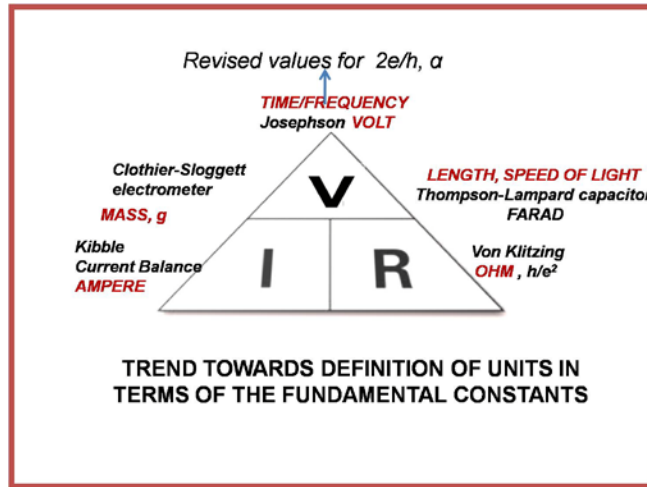 Revised values for 2e/h, α
TIME/FREQUENCY
Josephson VOLT
Clothier-Sloggett
electrometer
MASS, g
Kibble
Current Balance
AMPERE
V
I
R
LENGTH, SPEED OF LIGHT
Thompson-Lampard capacitor
FARAD
Von Klitzing
OHM , h/e²
TREND TOWARDS DEFINITION OF UNITS IN
TERMS OF THE FUNDAMENTAL CONSTANTS